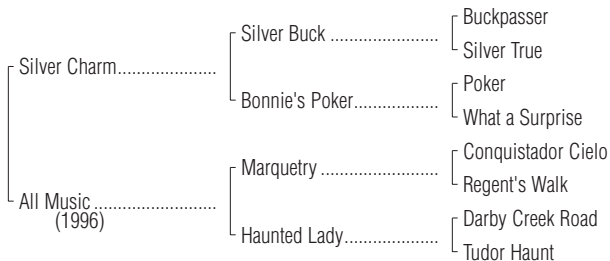 Buckpasser
Silver Buck ....................
Silver True
Silver Charm....................
Poker
Bonnie's Poker.................
What a Surprise
Conquistador Cielo
Marquetry ......................
Regent's Walk
All Music .........................
(1996)
Darby Creek Road
Haunted Lady...................
Tudor Haunt